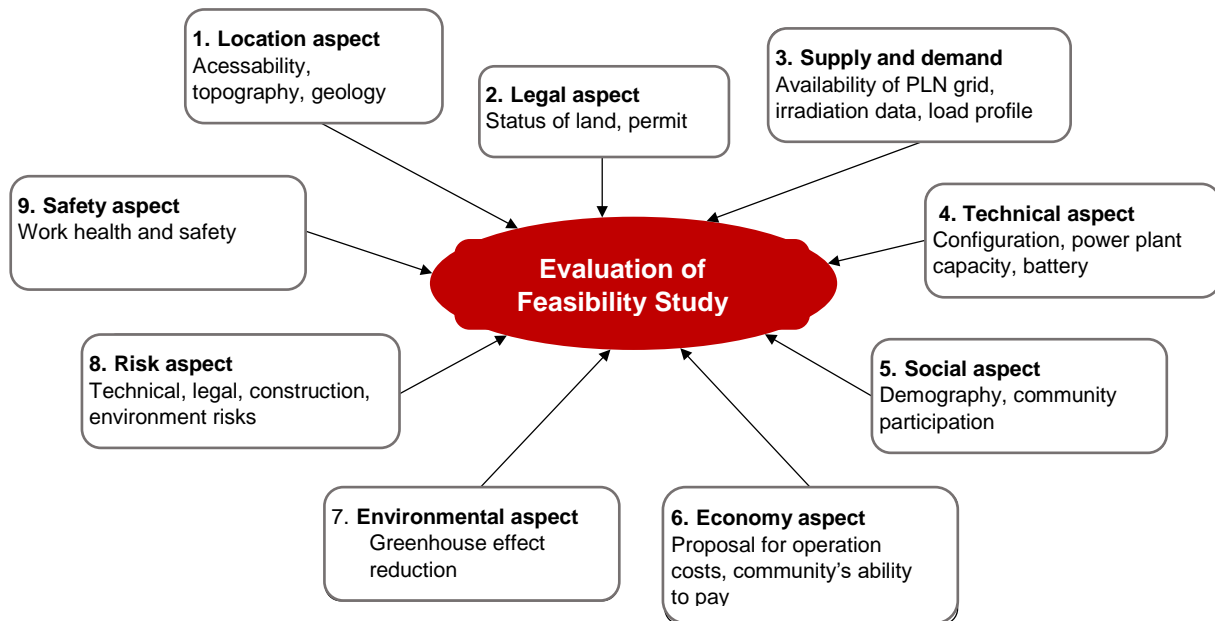 1. Location aspect
Acessability,
topography, geology
2. Legal aspect
Status of land, permit
3. Supply and demand
Availability of PLN grid,
irradiation data, load profile
4. Technical aspect
Configuration, power plant
capacity, battery
5. Social aspect
Demography, community
participation
6. Economy aspect
Proposal for operation
costs, community’s ability
to pay
7. Environmental aspect
Greenhouse effect
reduction
8. Risk aspect
Technical, legal, construction,
environment risks
9. Safety aspect
Work health and safety
Evaluation of
Feasibility Study